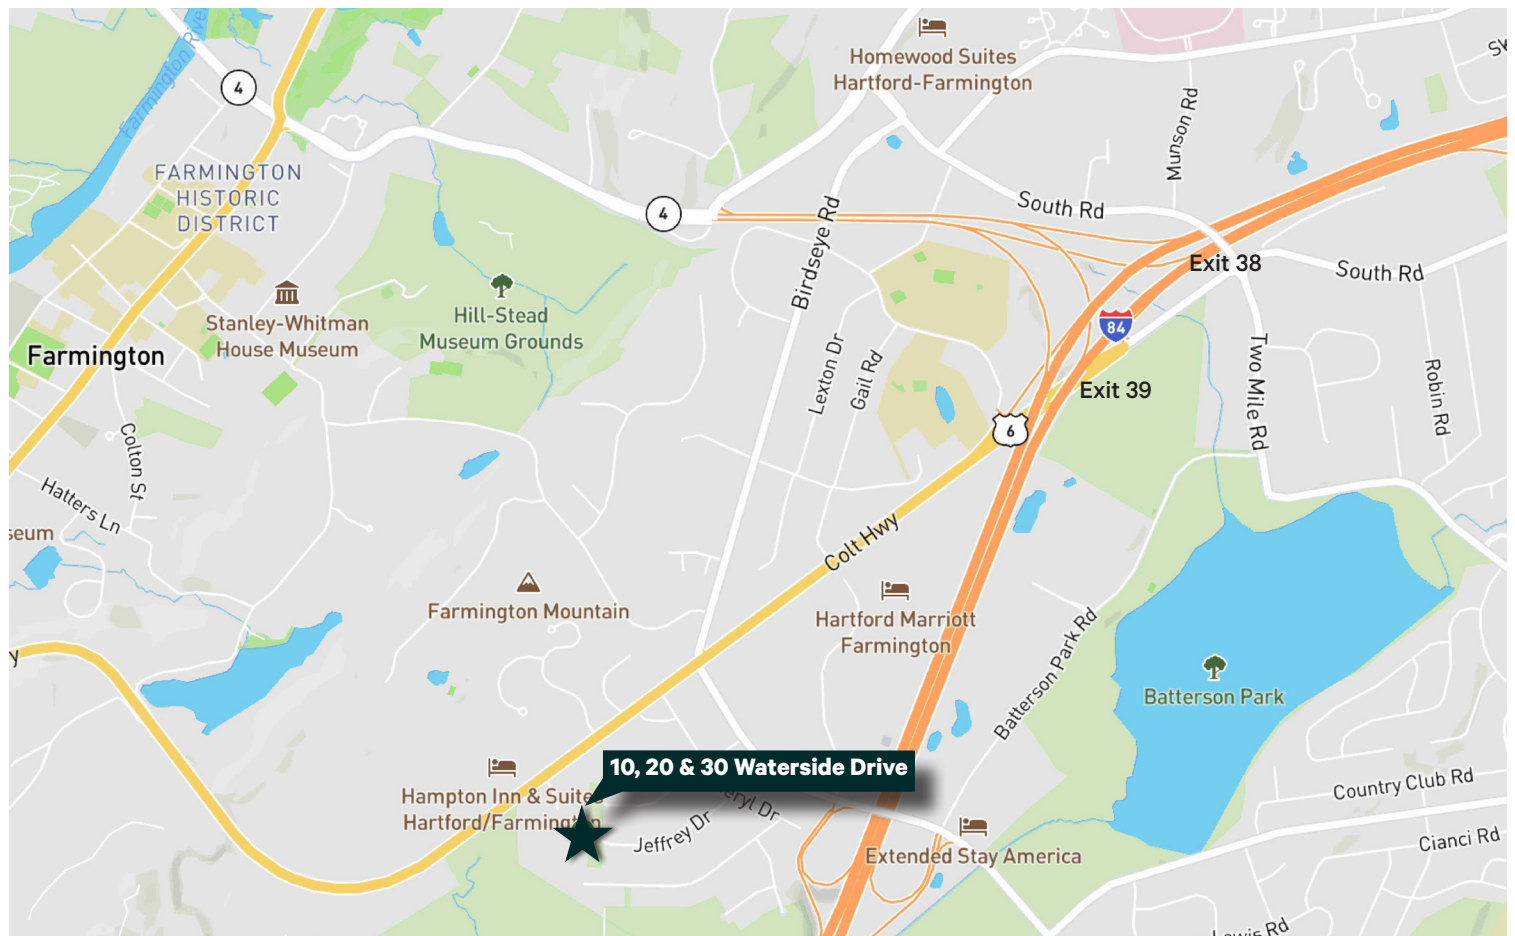 Farmington River
Homewood Suites
Hartford-Farmington
4
Munson Rd
FARMINGTON
HISTORIC
DISTRICT
4
South Rd
Birdseye Rd
Exit 38
South Rd
Stanley-Whitman
House Museum
Hill-Stead
Museum Grounds
84
Farmington
Lexton Dr
Gail Rd
Exit 39
Two Mile Rd
Robin Rd
6
Colton St
Hatters Ln
seum
Colt Hwy
Farmington Mountain
Hartford Marriott
Farmington
Batterson Park Rd
y
Batterson Park
10, 20 & 30 Waterside Drive
Hampton Inn & Suites
Hartford/Farmington
eryl Dr
Jeffrey Dr
Country Club Rd
Cianci Rd
Extended Stay America